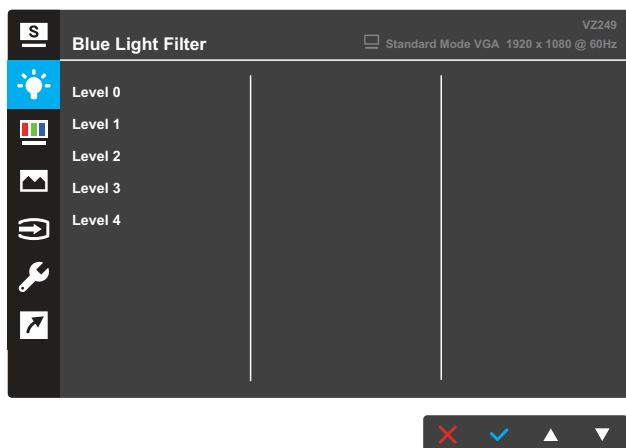 S
VZ249
Blue Light Filter
Standard Mode VGA 1920 x 1080 @ 60Hz
Level 0
Level 1
Level 2
Level 3
Level 4